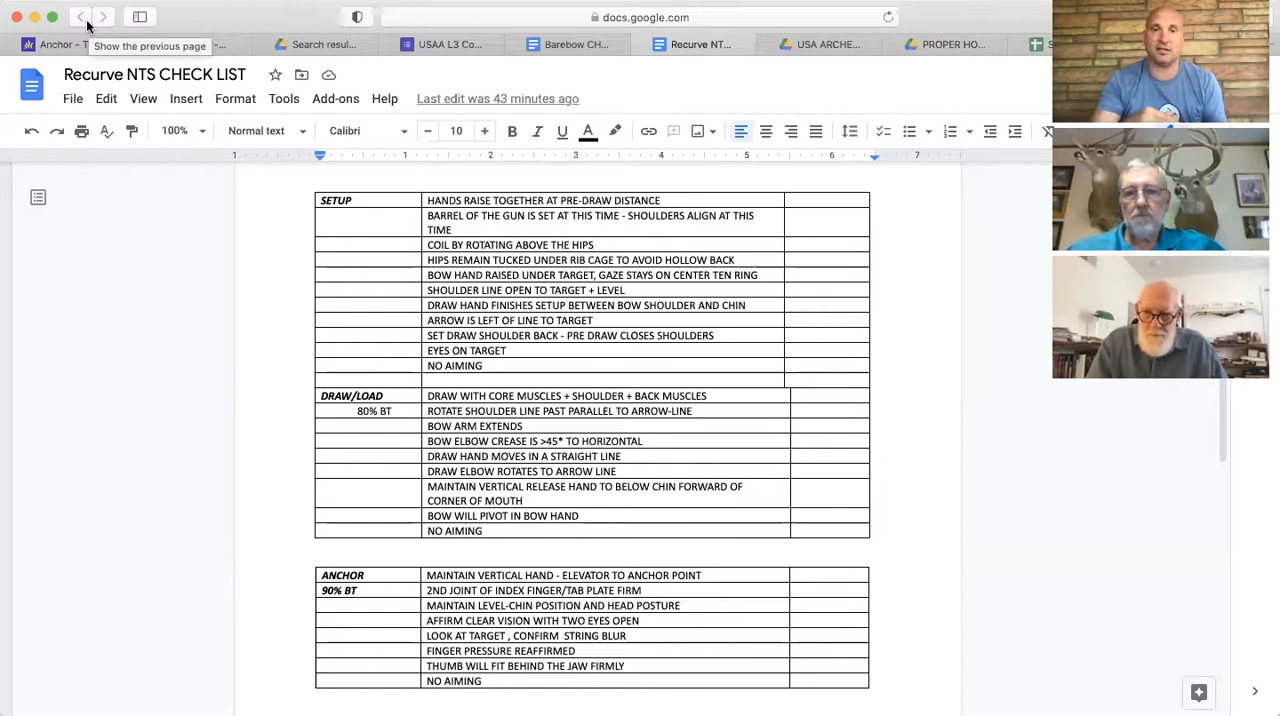 docs.google.com
Anchor - T
Show the previous page
Search resul...
USAA L3 Co...
Barebow CH...
Recurve NT...
USA ARCHE...
PROPER HO...
Recurve NTS CHECK LIST
File Edit View Insert Format Tools Add-ons Help Last edit was 43 minutes ago
100% Normal text Calibri 10
1 1 2 3 4 5 6 7
SETUP HANDS RAISE TOGETHER AT PRE-DRAW DISTANCE
BARREL OF THE GUN IS SET AT THIS TIME - SHOULDERS ALIGN AT THIS
TIME
COIL BY ROTATING ABOVE THE HIPS
HIPS REMAIN TUCKED UNDER RIB CAGE TO AVOID HOLLOW BACK
BOW HAND RAISED UNDER TARGET, GAZE STAYS ON CENTER TEN RING
SHOULDER LINE OPEN TO TARGET + LEVEL
DRAW HAND FINISHES SETUP BETWEEN BOW SHOULDER AND CHIN
ARROW IS LEFT OF LINE TO TARGET
SET DRAW SHOULDER BACK - PRE DRAW CLOSES SHOULDERS
EYES ON TARGET
NO AIMING
DRAW/LOAD DRAW WITH CORE MUSCLES + SHOULDER + BACK MUSCLES
80% BT ROTATE SHOULDER LINE PAST PARALLEL TO ARROW-LINE
BOW ARM EXTENDS
BOW ELBOW CREASE IS >45* TO HORIZONTAL
DRAW HAND MOVES IN A STRAIGHT LINE
DRAW ELBOW ROTATES TO ARROW LINE
MAINTAIN VERTICAL RELEASE HAND TO BELOW CHIN FORWARD OF
CORNER OF MOUTH
BOW WILL PIVOT IN BOW HAND
NO AIMING
ANCHOR MAINTAIN VERTICAL HAND - ELEVATOR TO ANCHOR POINT
90% BT 2ND JOINT OF INDEX FINGER/TAB PLATE FIRM
MAINTAIN LEVEL-CHIN POSITION AND HEAD POSTURE
AFFIRM CLEAR VISION WITH TWO EYES OPEN
LOOK AT TARGET , CONFIRM STRING BLUR
FINGER PRESSURE REAFFIRMED
THUMB WILL FIT BEHIND THE JAW FIRMLY
NO AIMING